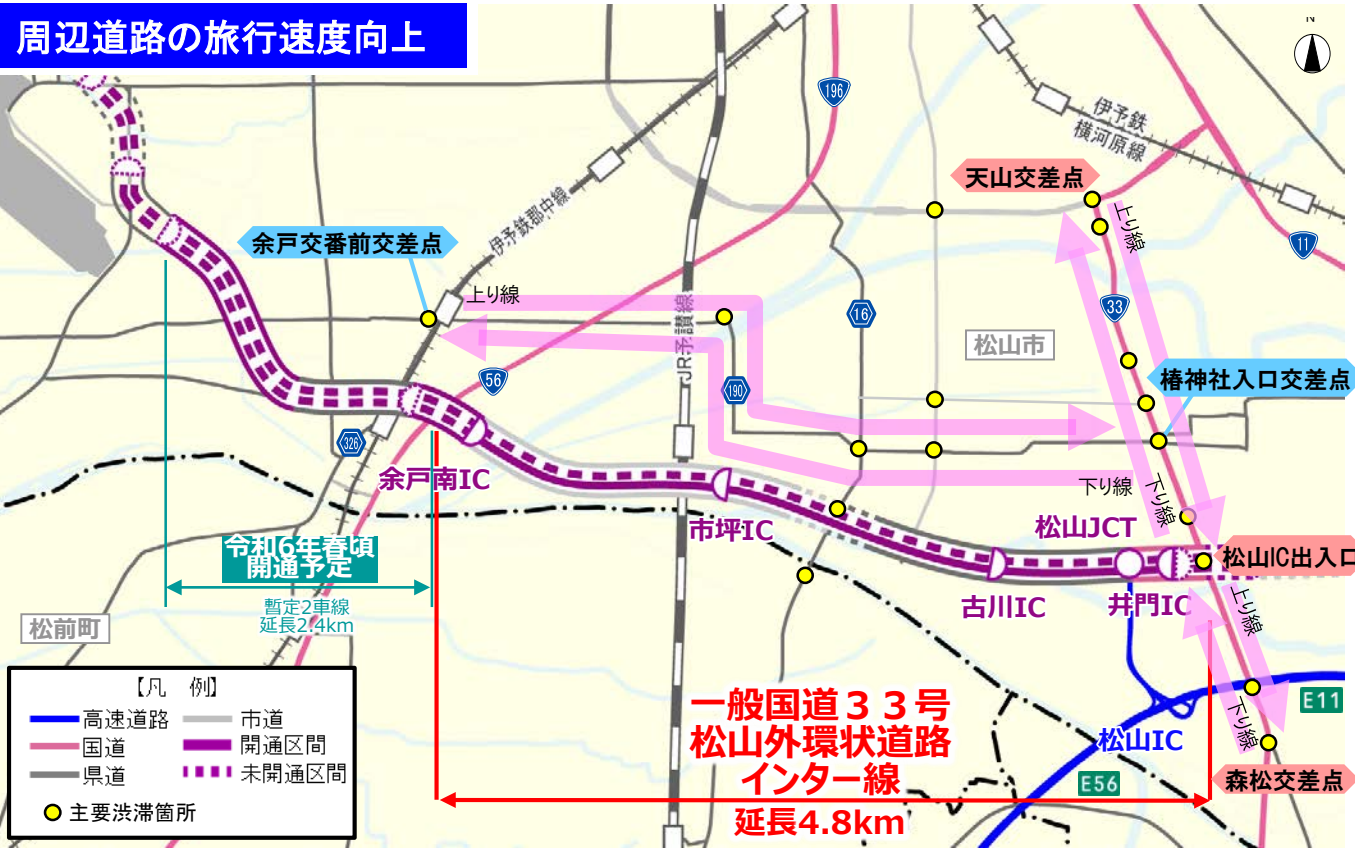 周辺道路の旅行速度向上
N
196
伊予鉄
横河原線
天山交差点
上り線
伊予鉄郡中線
余戸交番前交差点
11
上り線
JR予讃線
16
33
松山市
56
190
椿神社入口交差点
326
余戸南IC
下り線
下り線
市坪IC
松山JCT
令和6年春頃
開通予定
松山IC出入口
暫定2車線
延長2.4km
古川IC
井門IC
上り線
松前町
【凡　例】
高速道路
市道
国道
開通区間
県道
未開通区間
主要渋滞箇所
一般国道３３号
松山外環状道路
インター線
延長4.8km
E11
下り線
松山IC
E56
森松交差点